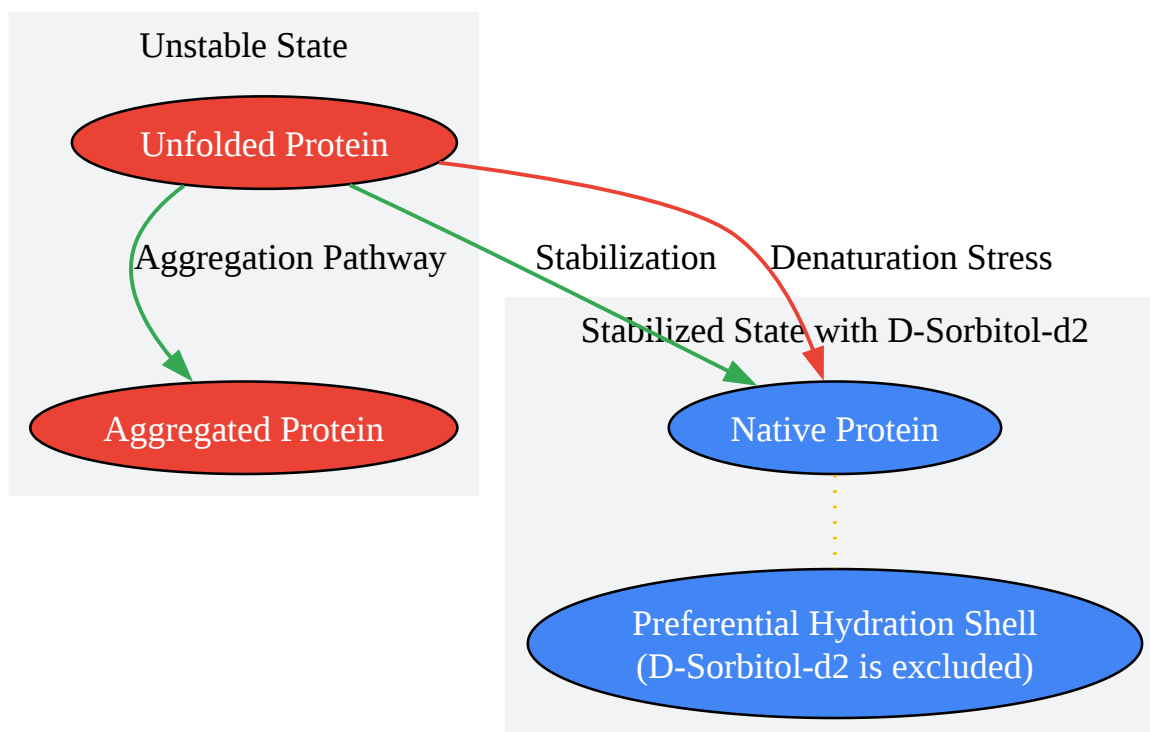 Unstable State
Unfolded Protein
Aggregation Pathway
Stabilization
Denaturation Stress
Stabilized State with D-Sorbitol-d2
Aggregated Protein
Native Protein
Preferential Hydration Shell
(D-Sorbitol-d2 is excluded)